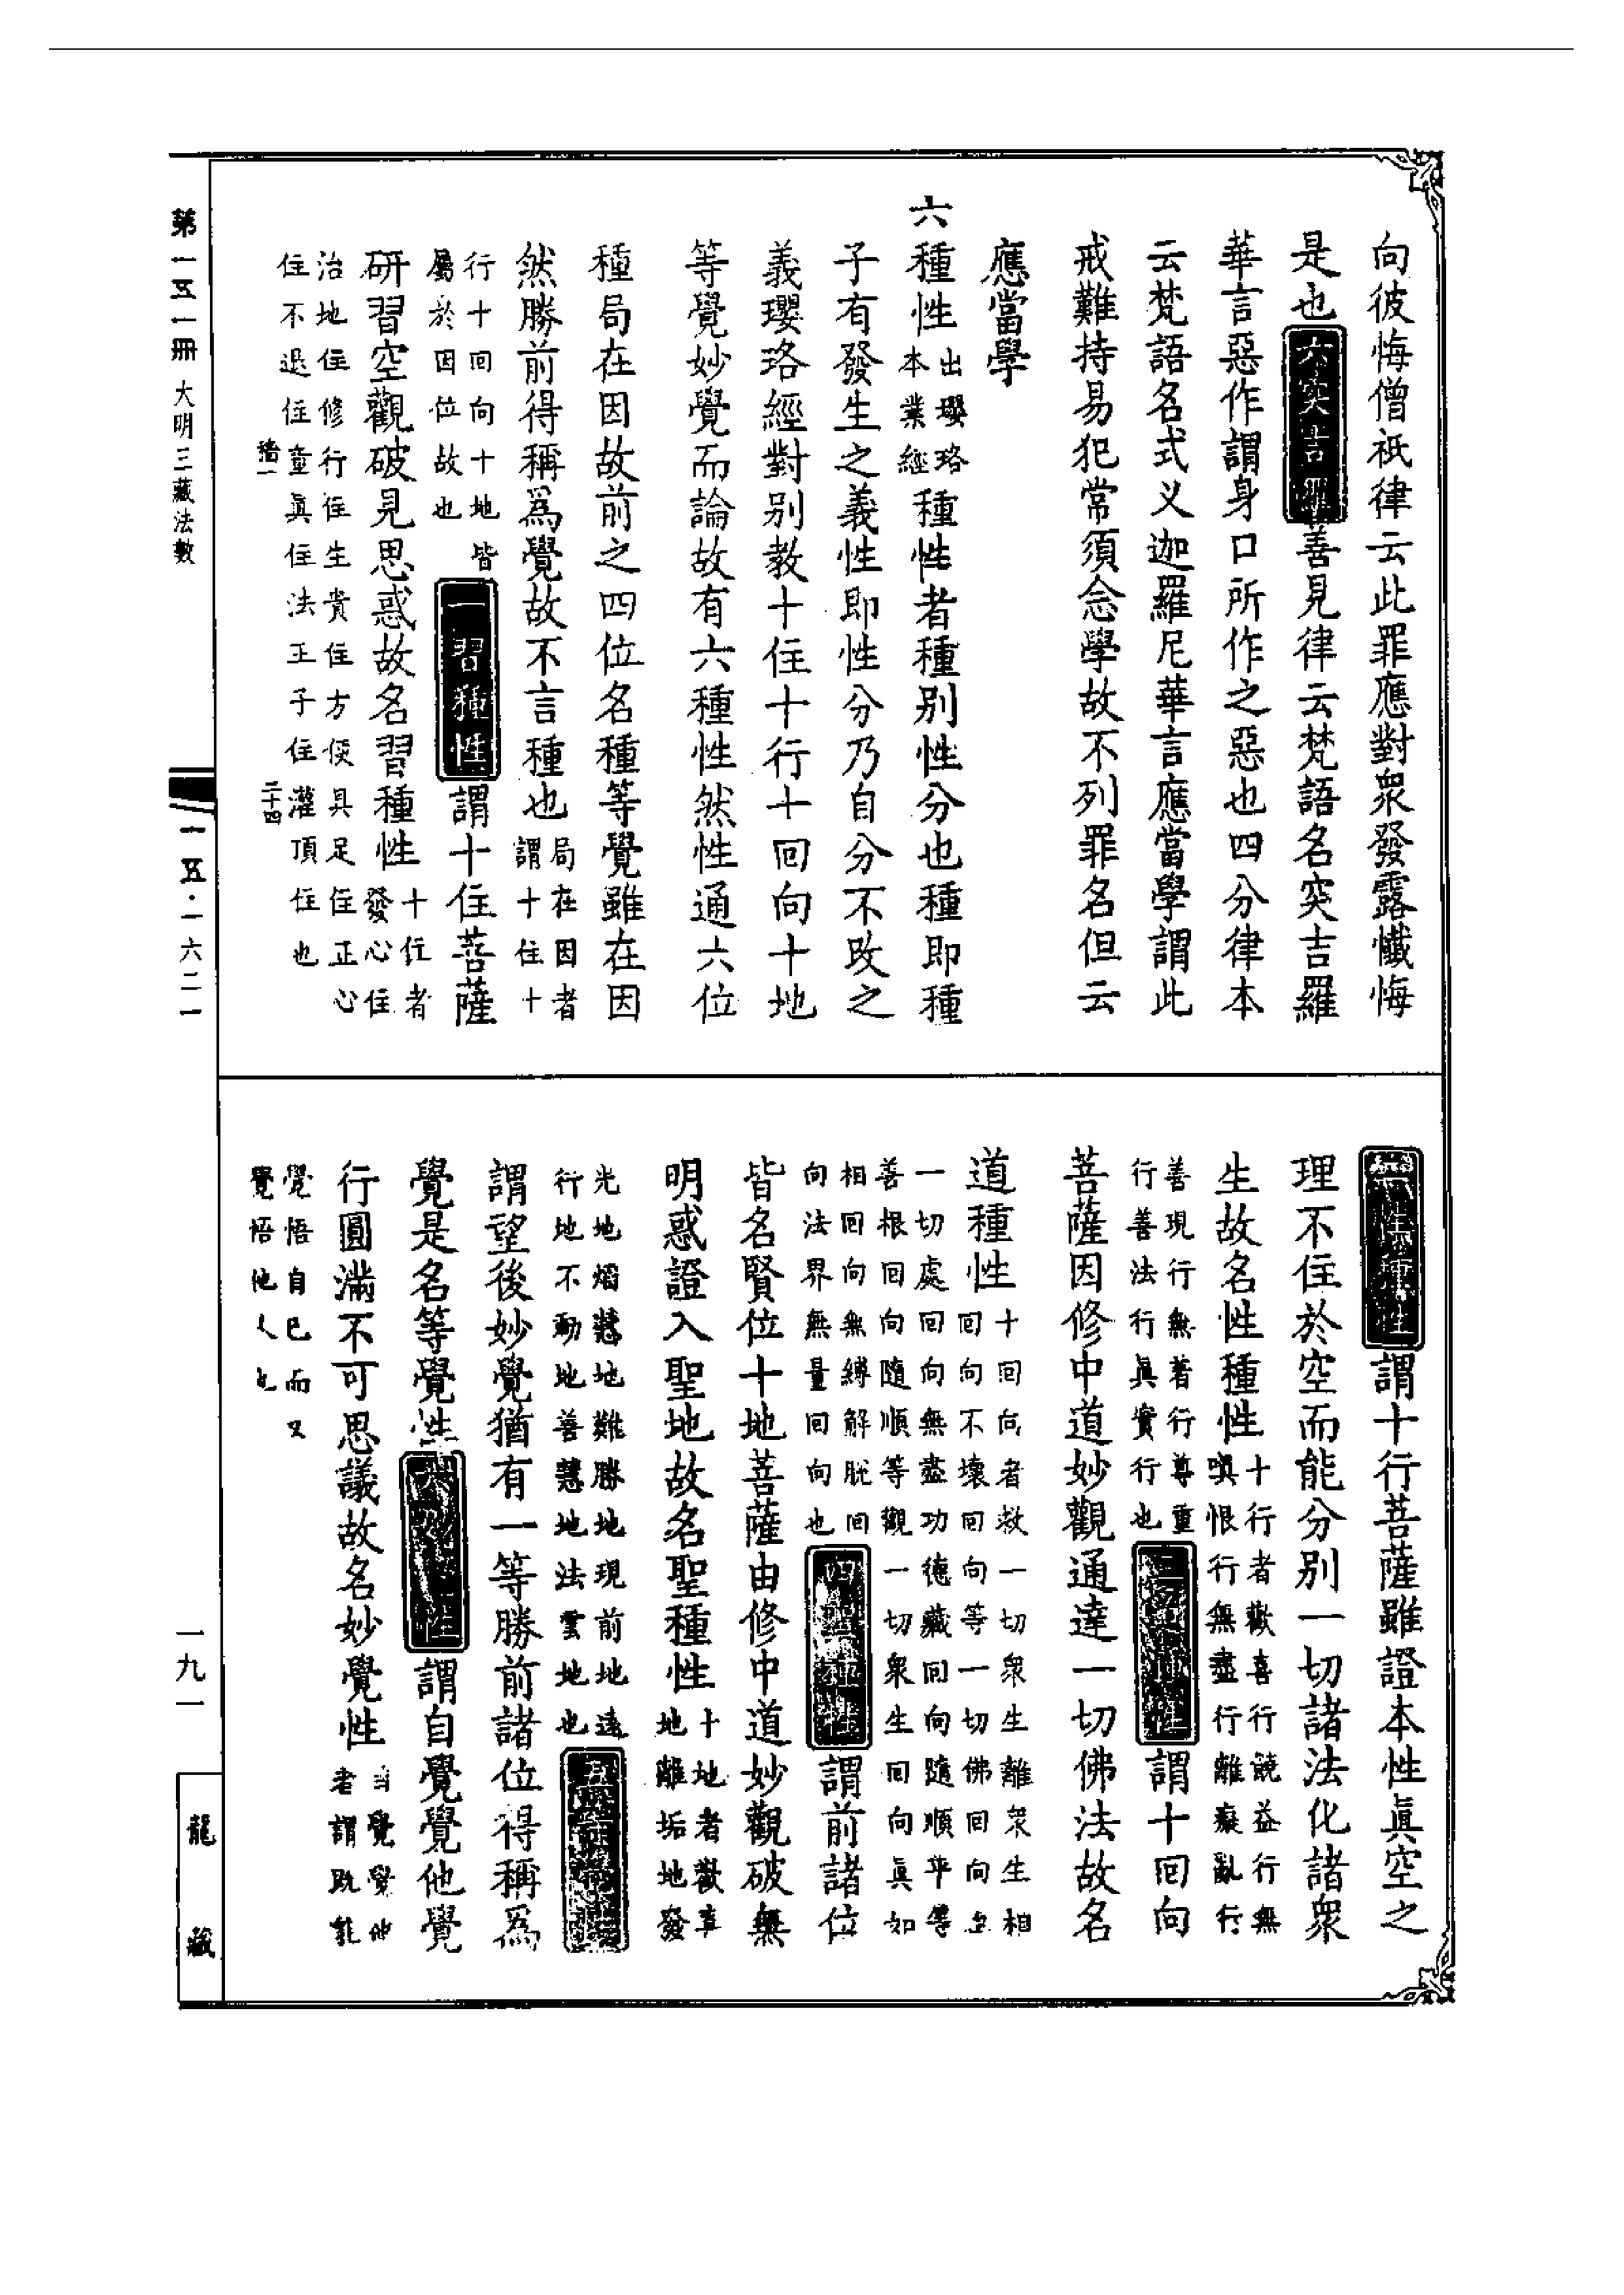 向彼悔僧祇律云此罪應對眾發露懺悔
是也六突吉羅善見律云梵語名突吉羅
華言惡作謂身口所作之惡也四分律本
云梵語名式义迦羅尼華言應當學謂此
戒難持易犯常須念學故不列罪名但云
應當學
六種性出瓔珞本業經種性者種別性分也種即種
子有發生之義性即性分乃自分不改之
義瓔珞經對別教十住十行十回向十地
等覺妙覺而論故有六種性然性通六位
種局在因故前之四位名種等覺雖在因
然勝前得稱爲覺故不言種也局在因者謂十住十
行十回向十地皆屬於因位故也一習種性謂十住菩薩
研習空觀破見思惑故名習種性十住者發心住
治地住修行住生貴住方便具足住正心
住不退住童真住法王子住灌頂住也
二性種性謂十行菩薩雖證本性眞空之
理不住於空而能分別一切諸法化諸眾
生故名性種性十行者歡喜行饒益行無嗔恨行無盡行離癡亂行
善現行無著行尊重行善法行眞實行也三道種性謂十回向
菩薩因修中道妙觀通達一切佛法故名
道種性十回向者救一切眾生離眾生相回向不壞回向等一切佛回向至
一切處回向無盡功德藏回向隨順平等善根回向隨順等觀一切眾生回向眞如
相回向無縛解脫回向法界無量回向也四聖種性謂前諸位
皆名賢位十地菩薩由修中道妙觀破無
明惑證入聖地故名聖種性十地者歡喜地離垢地發
光地燄慧地難勝地現前地遠行地不動地善慧地法雲地也五等覺性
謂望後妙覺猶有一等勝前諸位得稱爲
覺是名等覺性六妙覺性謂自覺覺他覺
行圓滿不可思議故名妙覺性自覺覺他者謂既能
覺悟自己而又覺悟他人也
第一五一冊 大明三藏法數
二十四
一五·一六二一
一九一
龍藏